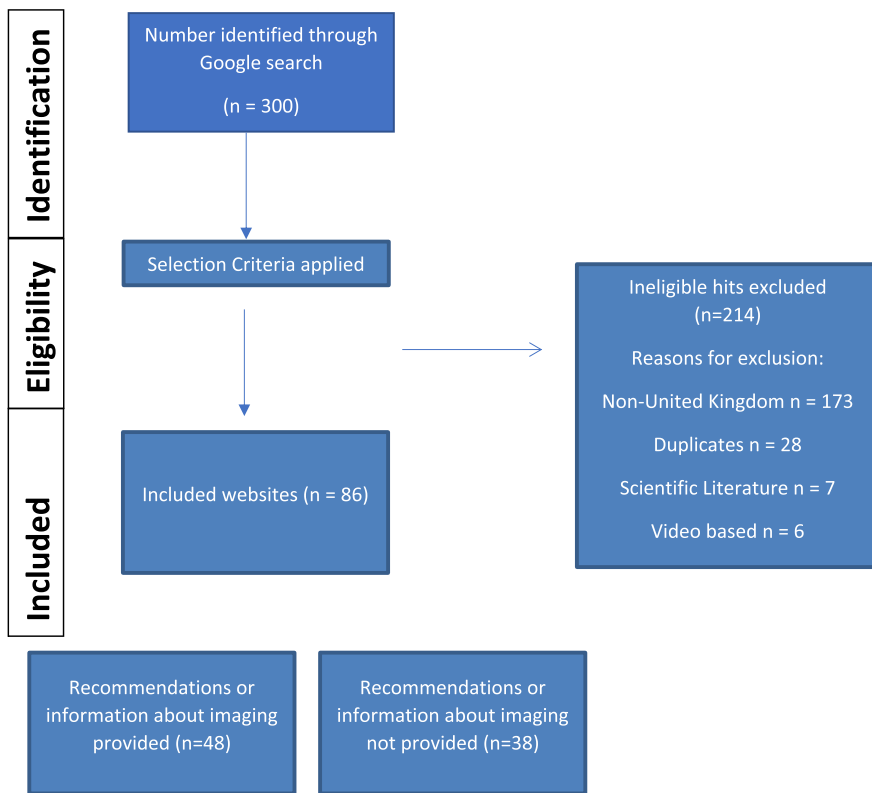 Identification
Number identified through
Google search
(n = 300)
Eligibility
Selection Criteria applied
Ineligible hits excluded
(n=214)
Reasons for exclusion:
Non-United Kingdom n = 173
Duplicates n = 28
Scientific Literature n = 7
Video based n = 6
Included
Included websites (n = 86)
Recommendations or
information about imaging
provided (n=48)
Recommendations or
information about imaging
not provided (n=38)